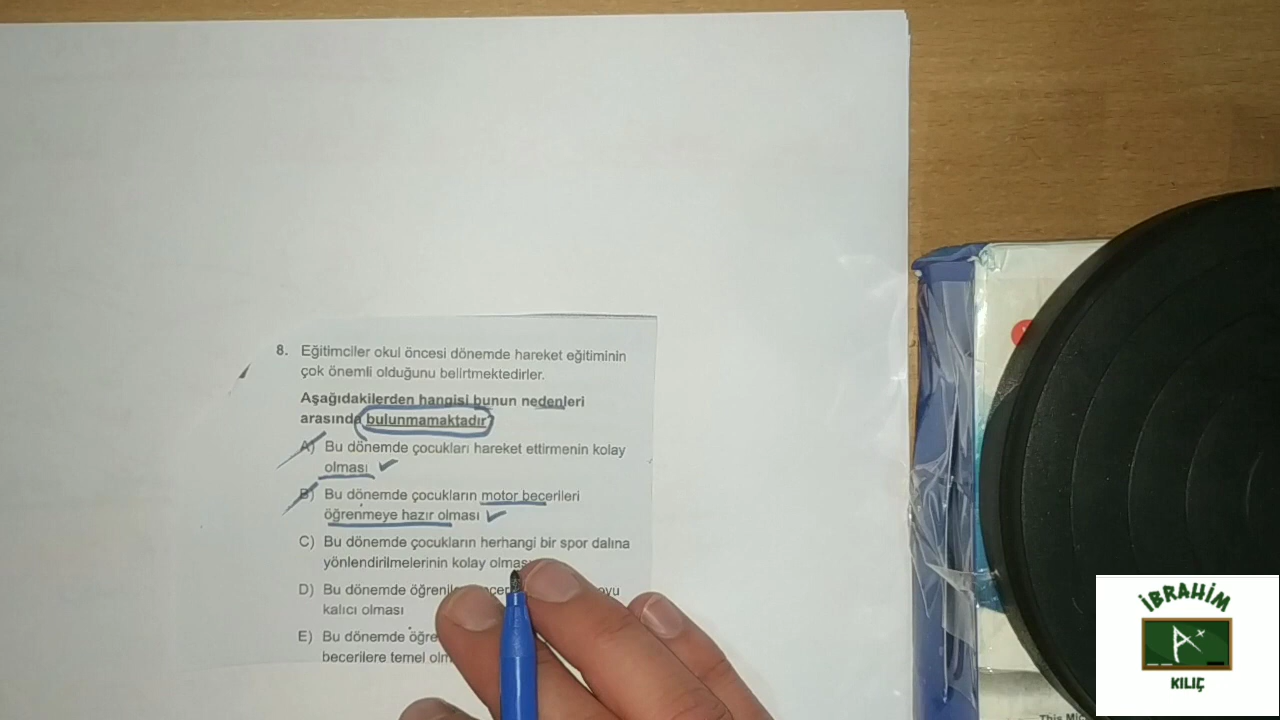 8. Eğitimciler okul öncesi dönemde hareket eğitiminin
çok önemli olduğunu belirtmektedirler.
Aşağıdakilerden hangisi bunun nedenleri
arasında bulunmamaktadır
A) Bu dönemde çocukları hareket ettirmenin kolay
olması
B) Bu dönemde çocukların motor becerileri
öğrenmeye hazır olması
C) Bu dönemde çocukların herhangi bir spor dalına
yönlendirilmelerinin kolay
D) Bu dönemde
kalıcı olması
E) Bu dönemde
becerilere temel
This
İBRAHİM
A+
KILIÇ